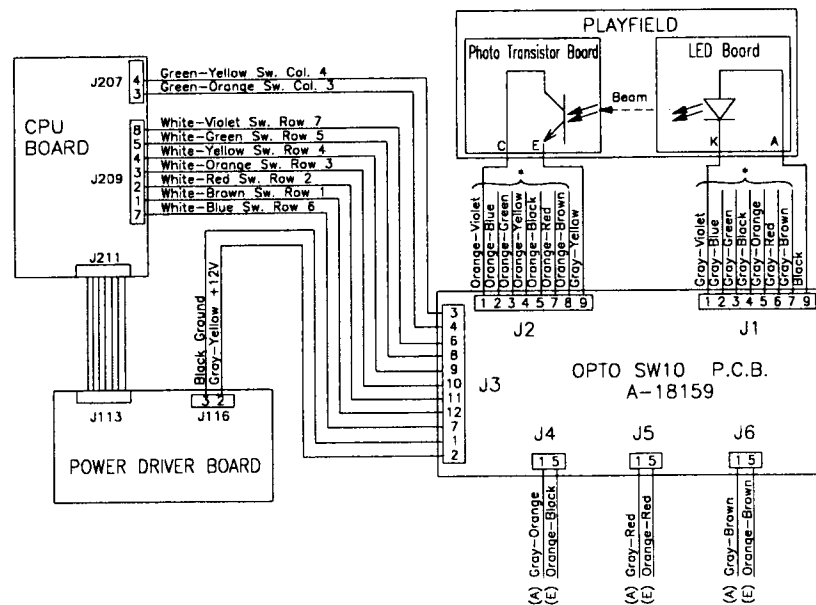 PLAYFIELD
Photo Transistor Board
LED Board
Beam
C
E
K
A
*
*
CPU
BOARD
J207
4
3
Green-Yellow Sw. Col. 4
Green-Orange Sw. Col. 3
J209
8
5
4
3
2
1
7
White-Violet Sw. Row 7
White-Green Sw. Row 5
White-Yellow Sw. Row 4
White-Orange Sw. Row 3
White-Red Sw. Row 2
White-Brown Sw. Row 1
White-Blue Sw. Row 6
J211
Black Ground
Gray-Yellow +12V
J113
3 2
J116
POWER DRIVER BOARD
Orange-Violet
Orange-Blue
Orange-Green
Orange-Yellow
Orange-Black
Orange-Red
Orange-Brown
Gray-Yellow
1 2 3 4 5 7 8 9
J2
Gray-Violet
Gray-Blue
Gray-Green
Gray-Black
Gray-Orange
Gray-Red
Gray-Brown
Black
1 2 3 4 5 6 7 9
J1
3
4
6
8
9
10
11
12
7
1
2
J3
OPTO SW10 P.C.B.
A-18159
J4
1 5
(A) Gray-Orange
(E) Orange-Black
J5
1 5
(A) Gray-Red
(E) Orange-Red
J6
1 5
(A) Gray-Brown
(E) Orange-Brown